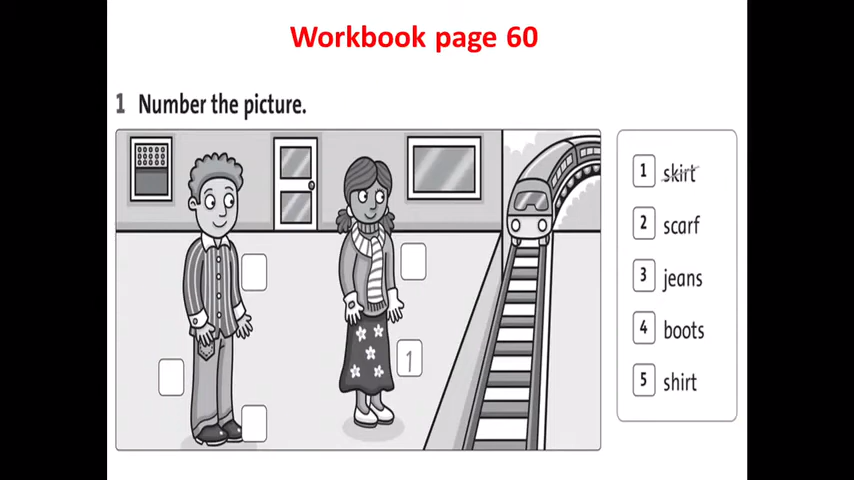 Workbook page 60
1 Number the picture.
1 skirt
2 scarf
3 jeans
4 boots
5 shirt
1